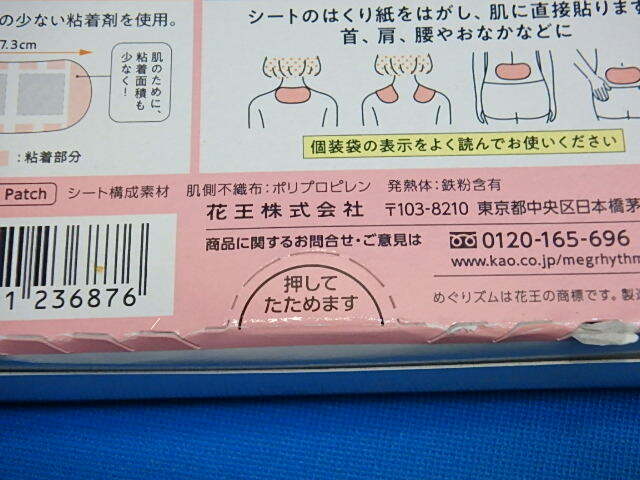 の少ない粘着剤を使用。
7.3cm
肌のために、
粘着面積も
少なく！
：粘着部分
シートのはくり紙をはがし、肌に直接貼ります
首、肩、腰やおなかなどに
個装袋の表示をよく読んでお使いください
Patch シート構成素材 肌側不織布：ポリプロピレン 発熱体：鉄粉含有
花王株式会社 〒103-8210 東京都中央区日本橋茅
商品に関するお問合せ・ご意見は 0120-165-696
www.kao.co.jp/megrhythm
1 236876
押して
たためます
めぐリズムは花王の商標です。製造